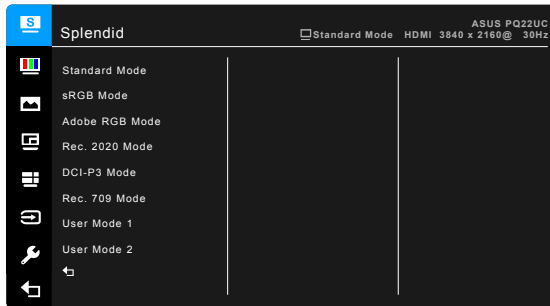 S
ASUS PQ22UC
Splendid
Standard Mode HDMI 3840 x 2160@ 30Hz
Standard Mode
sRGB Mode
Adobe RGB Mode
Rec. 2020 Mode
DCI-P3 Mode
Rec. 709 Mode
User Mode 1
User Mode 2